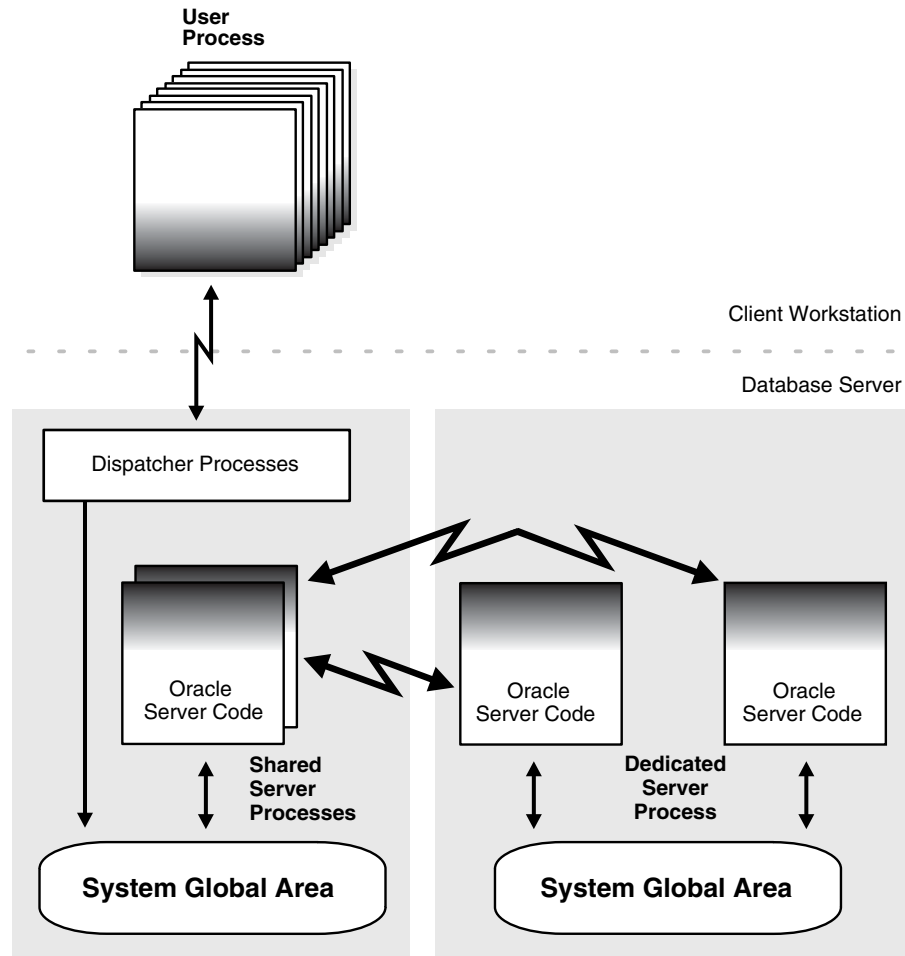 User
Process
Client Workstation
Database Server
Dispatcher Processes
Oracle
Server Code
Oracle
Server Code
Oracle
Server Code
Shared
Server
Processes
Dedicated
Server
Process
System Global Area
System Global Area